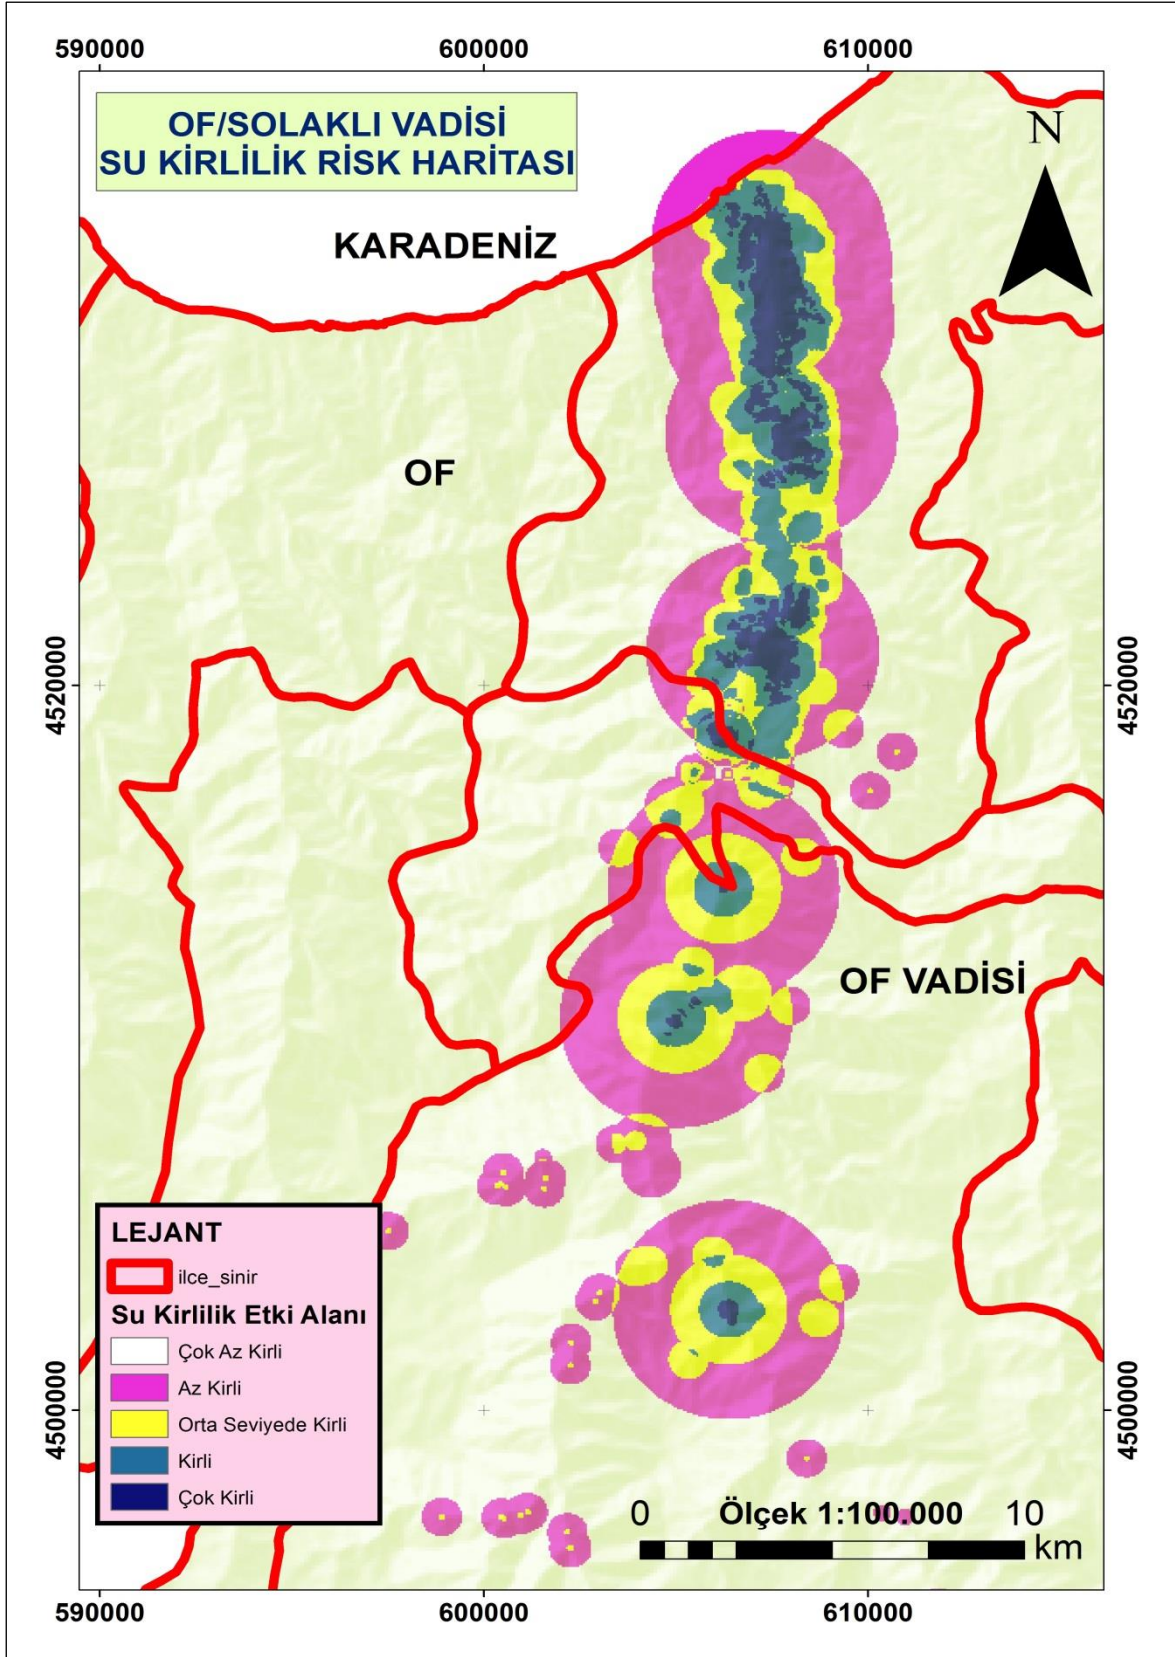 590000 600000 610000
OF/SOLAKLI VADİSİ
SU KİRLİLİK RİSK HARİTASI
N
KARADENİZ
OF
4520000 4520000
OF VADİSİ
LEJANT
ilce_sinir
Su Kirlilik Etki Alanı
Çok Az Kirli
Az Kirli
Orta Seviyede Kirli
Kirli
Çok Kirli
4500000 4500000
0 Ölçek 1:100.000 10
km
590000 600000 610000